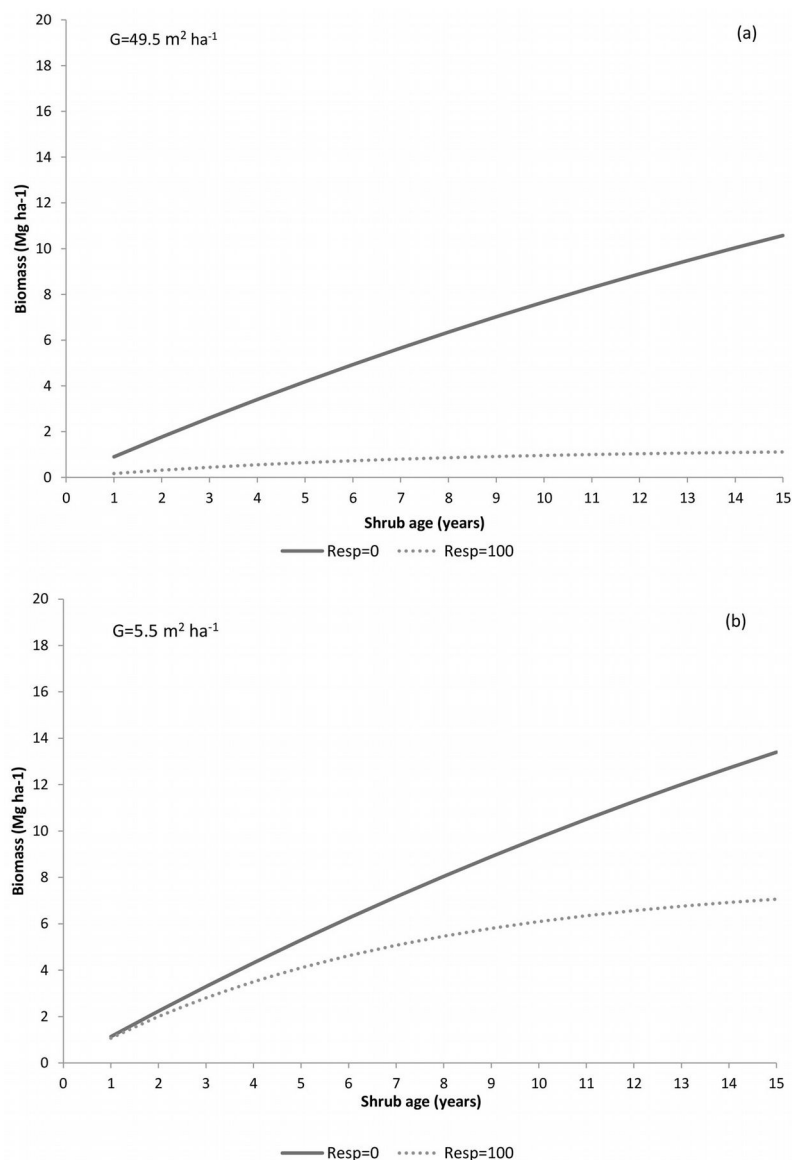 G=49.5 m² ha⁻¹
(a)
Biomass (Mg ha-1)
20
18
16
14
12
10
8
6
4
2
0
0 1 2 3 4 5 6 7 8 9 10 11 12 13 14 15
Shrub age (years)
Resp=0 Resp=100
G=5.5 m² ha⁻¹
(b)
Biomass (Mg ha-1)
20
18
16
14
12
10
8
6
4
2
0
0 1 2 3 4 5 6 7 8 9 10 11 12 13 14 15
Shrub age (years)
Resp=0 Resp=100